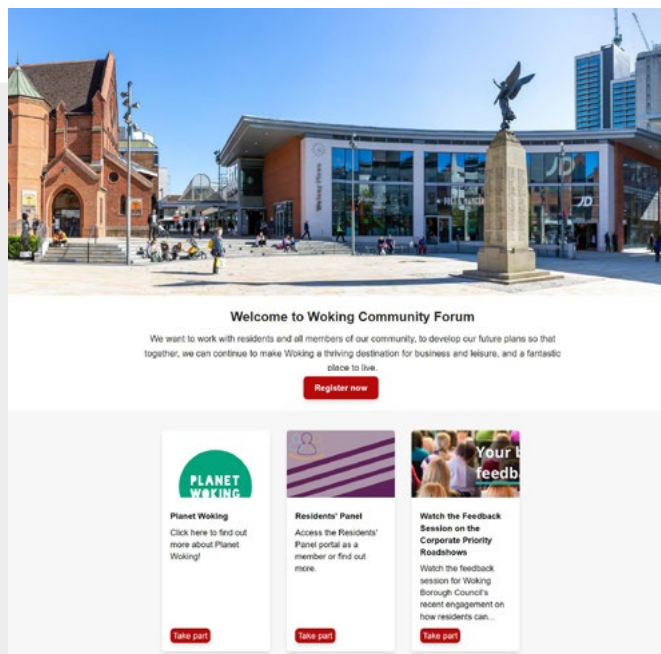 JD
JD
Welcome to Woking Community Forum
We want to work with residents and all members of our community, to develop our future plans so that
together, we can continue to make Woking a thriving destination for business and leisure, and a fantastic
place to live.
Register now
PLANET
WOKING
Planet Woking
Click here to find out
more about Planet
Woking!
Take part
Residents' Panel
Access the Residents'
Panel portal as a
member or find out
more.
Take part
Your b
feedb
Watch the Feedback
Session on the
Corporate Priority
Roadshows
Watch the feedback
session for Woking
Borough Council's
recent engagement on
how residents can...
Take part